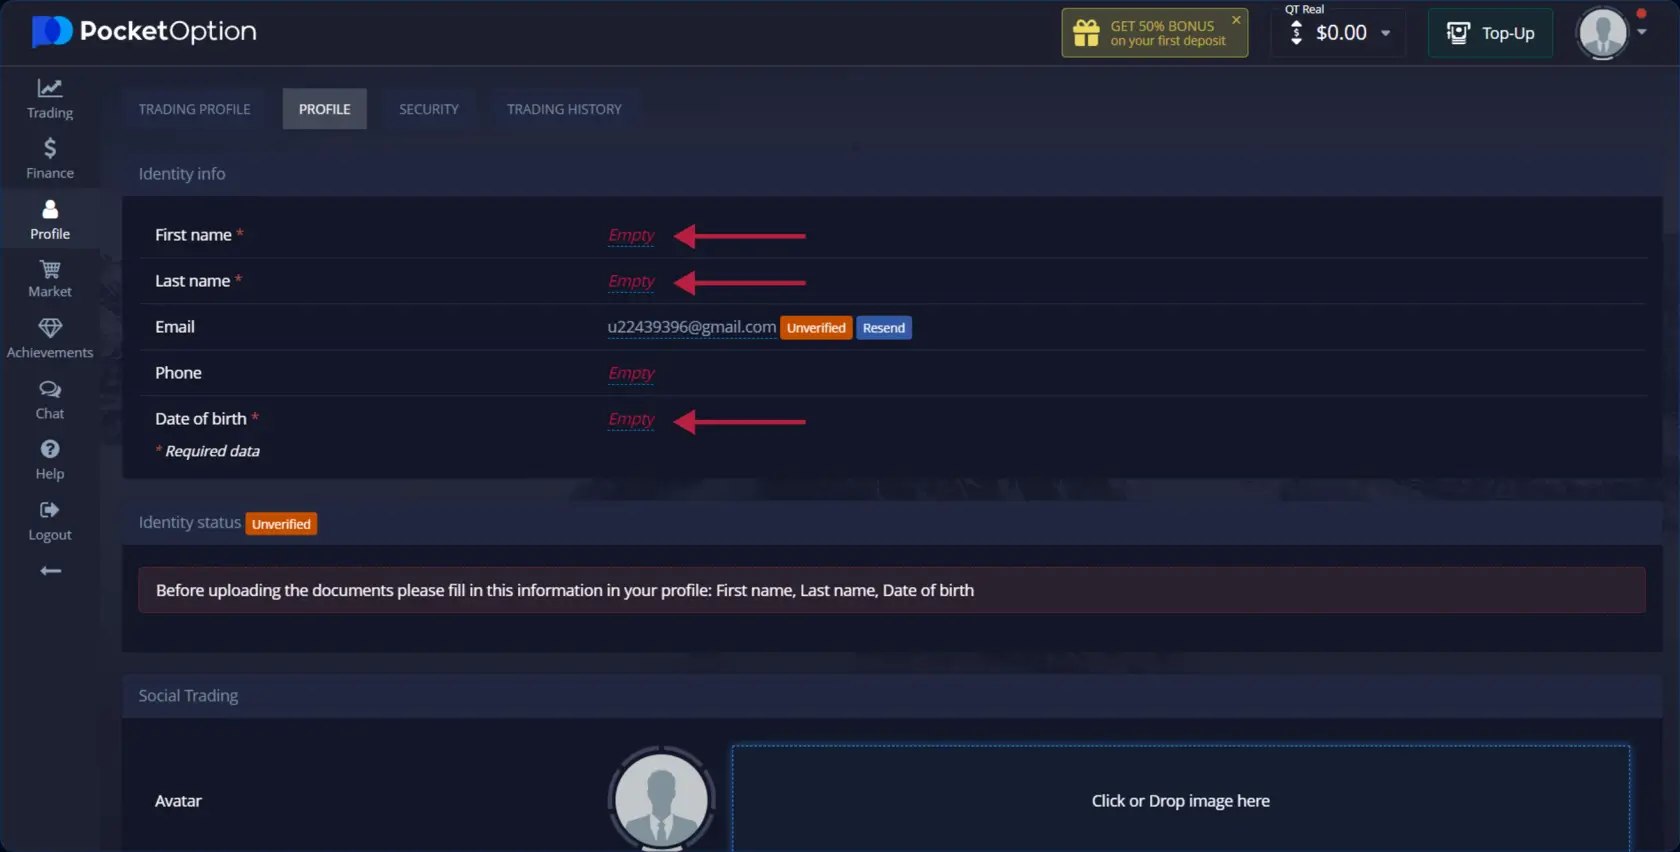 PocketOption
GET 50% BONUS
on your first deposit
QT Real
$0.00
Top-Up
Trading
Finance
Profile
Market
Achievements
Chat
Help
Logout
TRADING PROFILE
PROFILE
SECURITY
TRADING HISTORY
Identity info
First name * Empty
Last name * Empty
Email u22439396@gmail.com Unverified Resend
Phone Empty
Date of birth * Empty
* Required data
Identity status Unverified
Before uploading the documents please fill in this information in your profile: First name, Last name, Date of birth
Social Trading
Avatar
Click or Drop image here